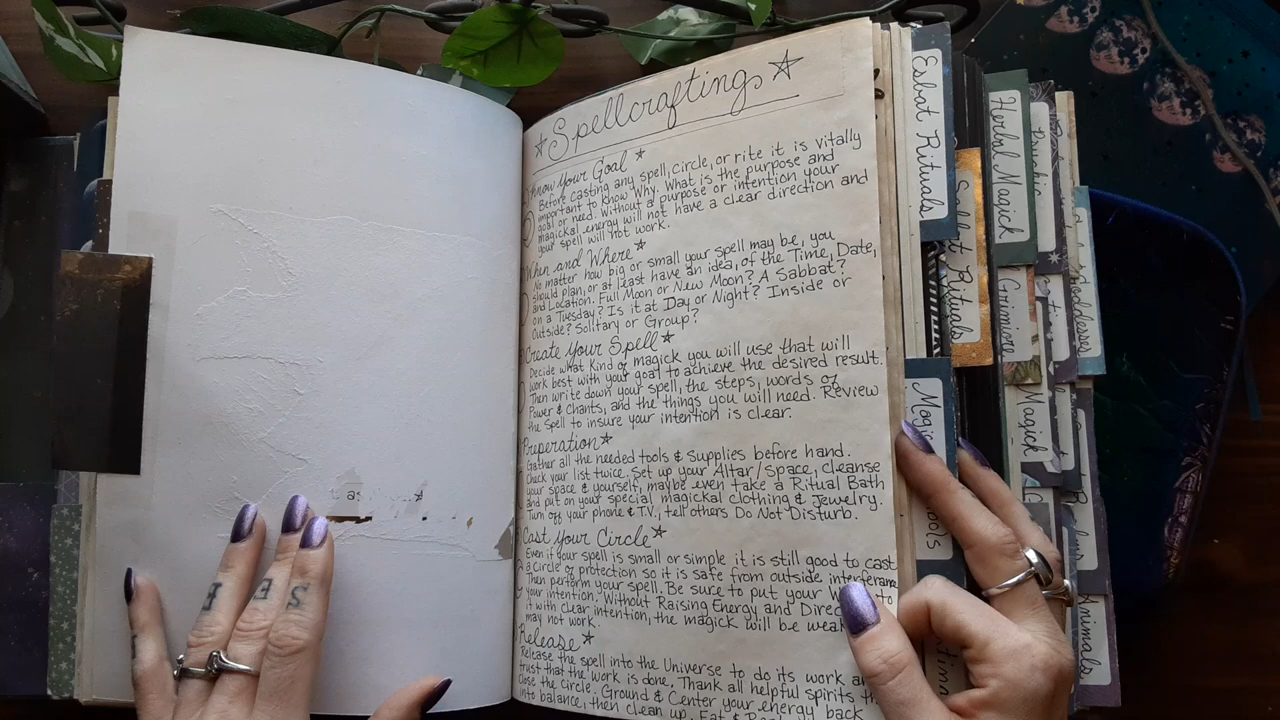 Spellcrafting
Know Your Goal
Before casting any spell, circle, or rite it is vitally
important to know Why. What is the purpose and
goal or need. Without a purpose or intention your
magickal energy will not have a clear direction and
your spell will not work.
When and Where
No matter how big or small your spell may be, you
should plan, or at least have an idea, of the Time, Date,
and Location. Full Moon or New Moon? A Sabbat?
on a Tuesday? Is it at Day or Night? Inside or
Outside? Solitary or Group?
Create Your Spell
Decide what Kind of magick you will use that will
work best with your goal to achieve the desired result.
Then write down your spell, the steps, words of
Power & Chants, and the things you will need. Review
the spell to insure your intention is clear.
Preperation
Gather all the needed tools & Supplies before hand.
Check your list twice. Set up your Altar/Space, cleanse
your space & yourself, maybe even take a Ritual Bath
and put on your special magickal clothing & Jewelry.
Turn off your phone & T.V., tell others Do Not Disturb.
Cast Your Circle
Even if your spell is small or simple it is still good to cast
a circle of protection so it is safe from outside interferance
Then perform your spell. Be sure to put your to
your intention. Without Raising Energy and
it with clear intention, the magick will be
may not work.
Release
Release the spell into the Universe to do its work
trust that the work is done, Thank all helpful spirits
close the circle. Ground & Center your energy back
into balance, then clean up. Eat &
Esbat Rituals
Sabbat Rituals
Herbal Magick
Psychic
Grimiore
Magick
Goddesses
Animals
as
S E E